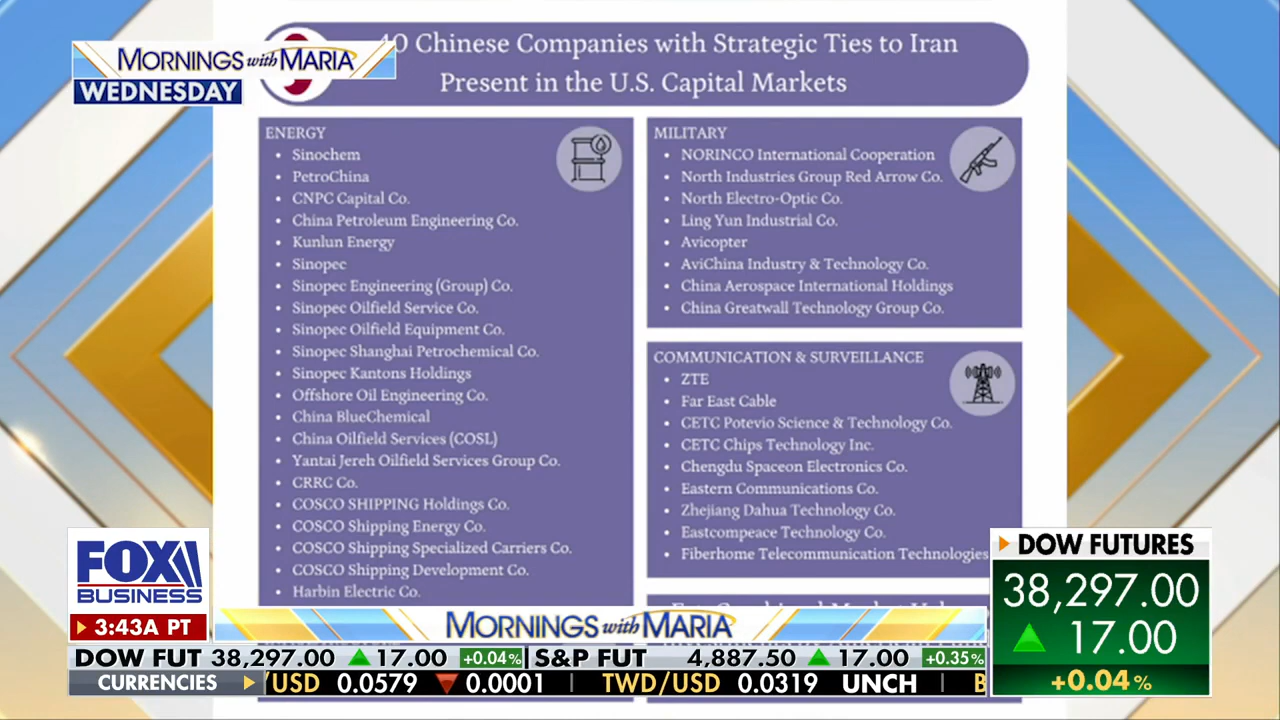 MORNINGS with MARIA
WEDNESDAY
40 Chinese Companies with Strategic Ties to Iran
Present in the U.S. Capital Markets
ENERGY
• Sinochem
• PetroChina
• CNPC Capital Co.
• China Petroleum Engineering Co.
• Kunlun Energy
• Sinopec
• Sinopec Engineering (Group) Co.
• Sinopec Oilfield Service Co.
• Sinopec Oilfield Equipment Co.
• Sinopec Shanghai Petrochemical Co.
• Sinopec Kantons Holdings
• Offshore Oil Engineering Co.
• China BlueChemical
• China Oilfield Services (COSL)
• Yantai Jereh Oilfield Services Group Co.
• CRRC Co.
• COSCO SHIPPING Holdings Co.
• COSCO Shipping Energy Co.
• COSCO Shipping Specialized Carriers Co.
• COSCO Shipping Development Co.
• Harbin Electric Co.
MILITARY
• NORINCO International Cooperation
• North Industries Group Red Arrow Co.
• North Electro-Optic Co.
• Ling Yun Industrial Co.
• Avicopter
• AviChina Industry & Technology Co.
• China Aerospace International Holdings
• China Greatwall Technology Group Co.
COMMUNICATION & SURVEILLANCE
• ZTE
• Far East Cable
• CETC Potevio Science & Technology Co.
• CETC Chips Technology Inc.
• Chengdu Spaceon Electronics Co.
• Eastern Communications Co.
• Zhejiang Dahua Technology Co.
• Eastcompeace Technology Co.
• Fiberhome Telecommunication Technologies
FOX
BUSINESS
3:43A PT
MORNINGS with MARIA
DOW FUTURES
38,297.00
17.00
+0.04%
DOW FUT 38,297.00 17.00 +0.04% S&P FUT 4,887.50 17.00 +0.35%
CURRENCIES /USD 0.0579 0.0001 TWD/USD 0.0319 UNCH